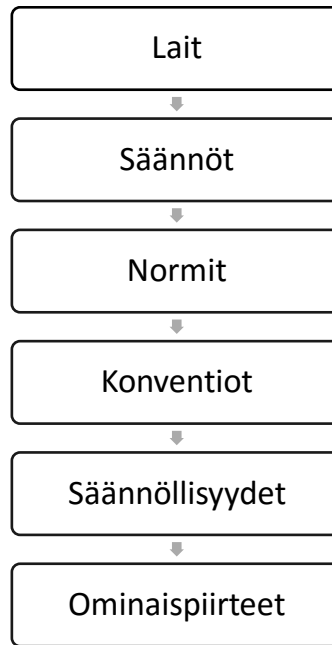 Lait
Säännöt
Normit
Konventiot
Säännöllisyydet
Ominaispiirteet